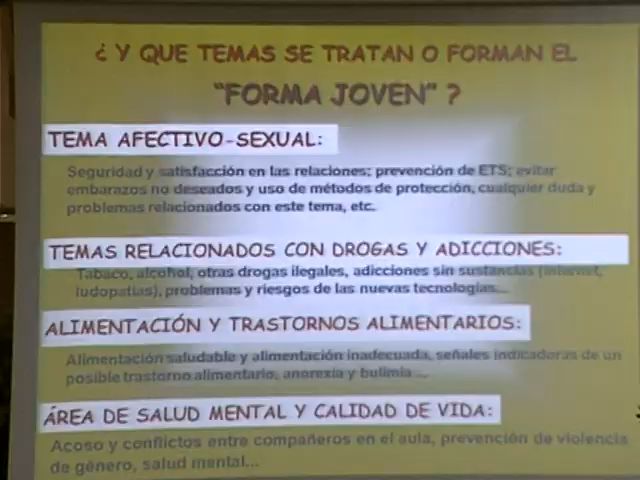 ¿ Y QUE TEMAS SE TRATAN O FORMAN EL
“FORMA JOVEN” ?
TEMA AFECTIVO-SEXUAL:
Seguridad y satisfacción en las relaciones; prevención de ETS; evitar
embarazos no deseados y uso de métodos de protección, cualquier duda y
problemas relacionados con este tema, etc.
TEMAS RELACIONADOS CON DROGAS Y ADICCIONES:
Tabaco, alcohol, otras drogas ilegales, adicciones sin sustancias (internet,
ludopatías), problemas y riesgos de las nuevas tecnologías...
ALIMENTACIÓN Y TRASTORNOS ALIMENTARIOS:
Alimentación saludable y alimentación inadecuada, señales indicadoras de un
posible trastorno alimentario, anorexia y bulimia ...
ÁREA DE SALUD MENTAL Y CALIDAD DE VIDA:
Acoso y conflictos entre compañeros en el aula, prevención de violencia
de género, salud mental...